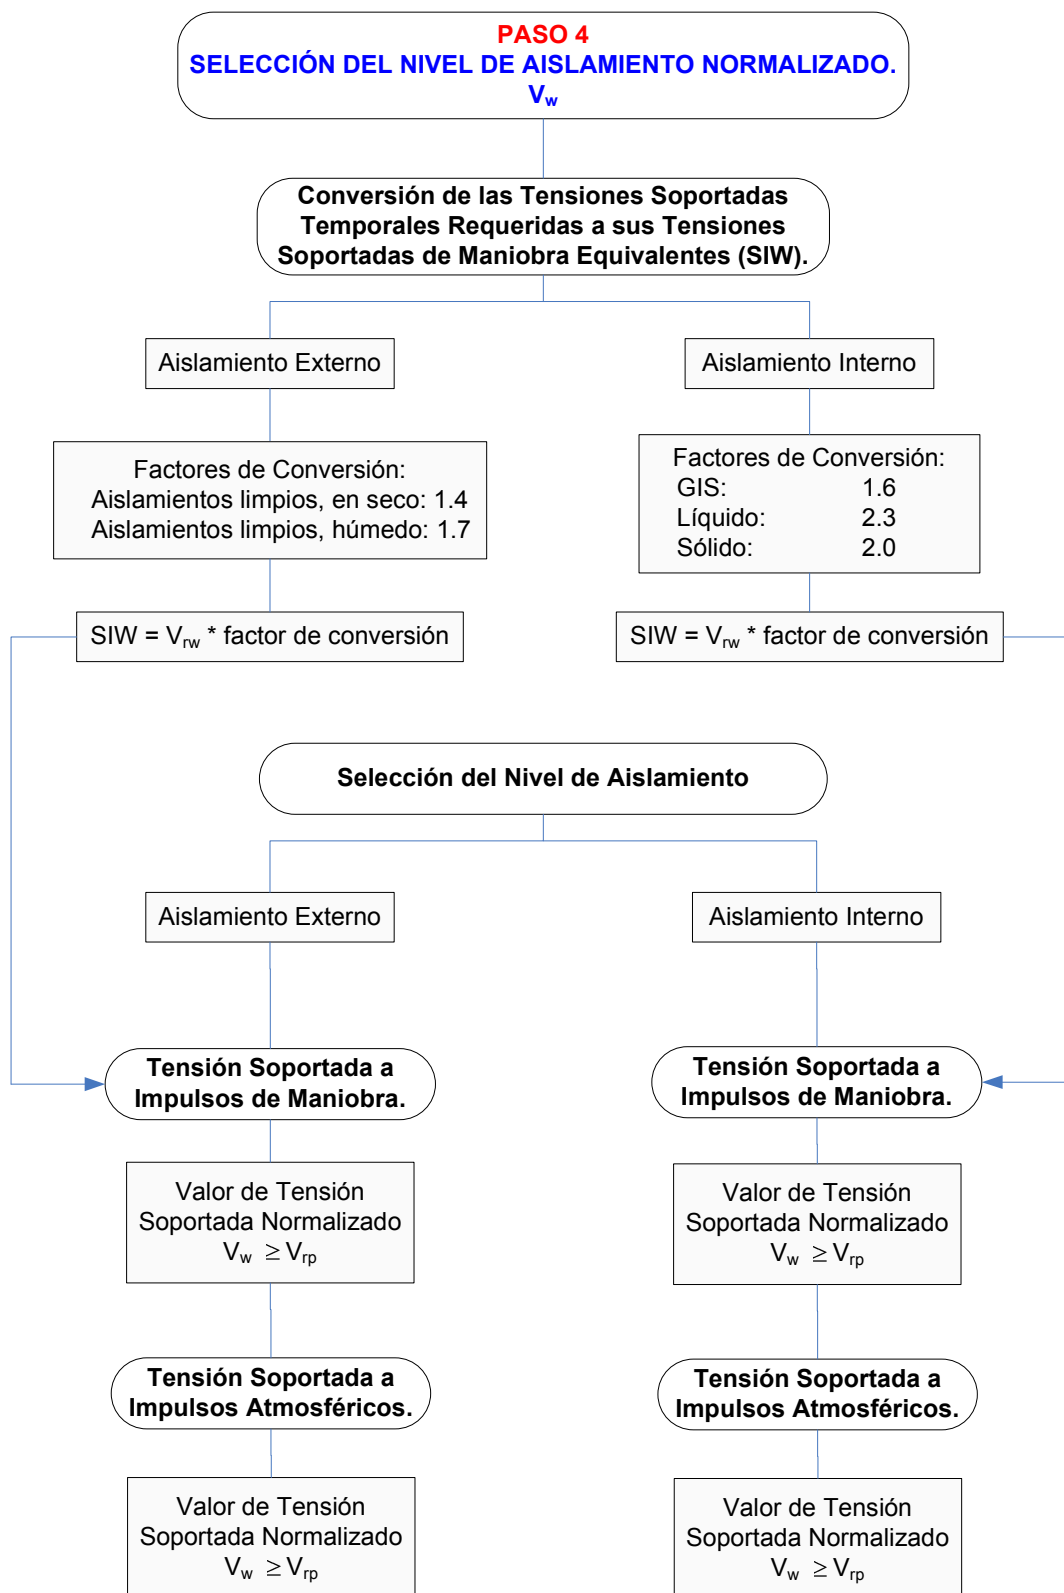 PASO 4
SELECCIÓN DEL NIVEL DE AISLAMIENTO NORMALIZADO.
Vw
Conversión de las Tensiones Soportadas
Temporales Requeridas a sus Tensiones
Soportadas de Maniobra Equivalentes (SIW).
Aislamiento Externo
Aislamiento Interno
Factores de Conversión:
Aislamientos limpios, en seco: 1.4
Aislamientos limpios, húmedo: 1.7
Factores de Conversión:
GIS: 1.6
Líquido: 2.3
Sólido: 2.0
SIW = Vrw * factor de conversión
SIW = Vrw * factor de conversión
Selección del Nivel de Aislamiento
Aislamiento Externo
Aislamiento Interno
Tensión Soportada a
Impulsos de Maniobra.
Tensión Soportada a
Impulsos de Maniobra.
Valor de Tensión
Soportada Normalizado
Vw ≥ Vrp
Valor de Tensión
Soportada Normalizado
Vw ≥ Vrp
Tensión Soportada a
Impulsos Atmosféricos.
Tensión Soportada a
Impulsos Atmosféricos.
Valor de Tensión
Soportada Normalizado
Vw ≥ Vrp
Valor de Tensión
Soportada Normalizado
Vw ≥ Vrp